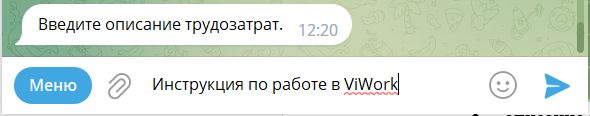 Введите описание трудозатрат.
12:20
Меню
Инструкция по работе в ViWork